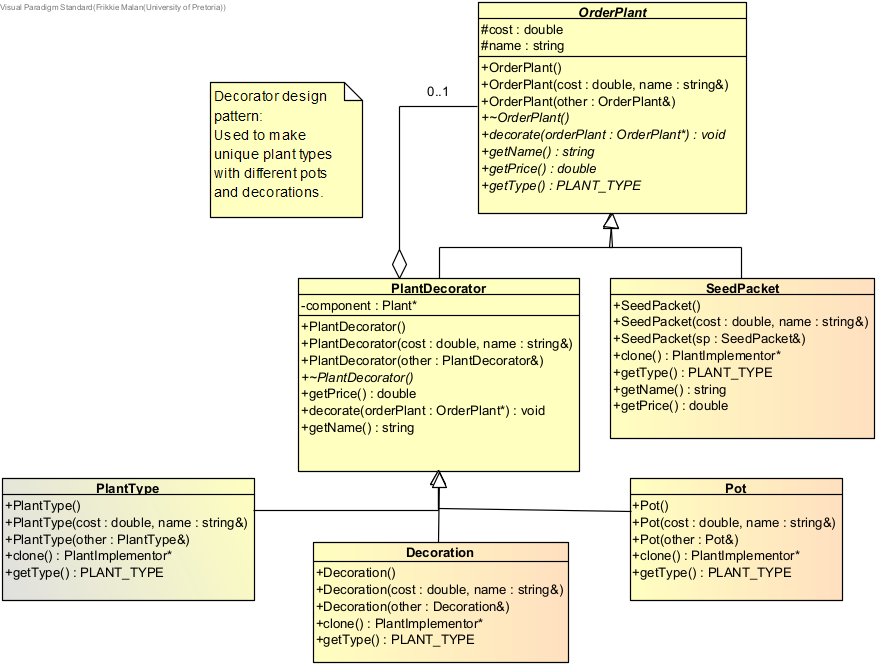 Visual Paradigm Standard(Frikkie Malan(University of Pretoria))
OrderPlant
#cost : double
#name : string
+OrderPlant()
+OrderPlant(cost : double, name : string&)
+OrderPlant(other : OrderPlant&)
+~OrderPlant()
+decorate(orderPlant : OrderPlant*) : void
+getName() : string
+getPrice() : double
+getType() : PLANT_TYPE
0..1
Decorator design
pattern:
Used to make
unique plant types
with different pots
and decorations.
PlantDecorator
-component : Plant*
+PlantDecorator()
+PlantDecorator(cost : double, name : string&)
+PlantDecorator(other : PlantDecorator&)
+~PlantDecorator()
+getPrice() : double
+decorate(orderPlant : OrderPlant*) : void
+getName() : string
SeedPacket
+SeedPacket()
+SeedPacket(cost : double, name : string&)
+SeedPacket(sp : SeedPacket&)
+clone() : PlantImplementor*
+getType() : PLANT_TYPE
+getName() : string
+getPrice() : double
PlantType
+PlantType()
+PlantType(cost : double, name : string&)
+PlantType(other : PlantType&)
+clone() : PlantImplementor*
+getType() : PLANT_TYPE
Decoration
+Decoration()
+Decoration(cost : double, name : string&)
+Decoration(other : Decoration&)
+clone() : PlantImplementor*
+getType() : PLANT_TYPE
Pot
+Pot()
+Pot(cost : double, name : string&)
+Pot(other : Pot&)
+clone() : PlantImplementor*
+getType() : PLANT_TYPE